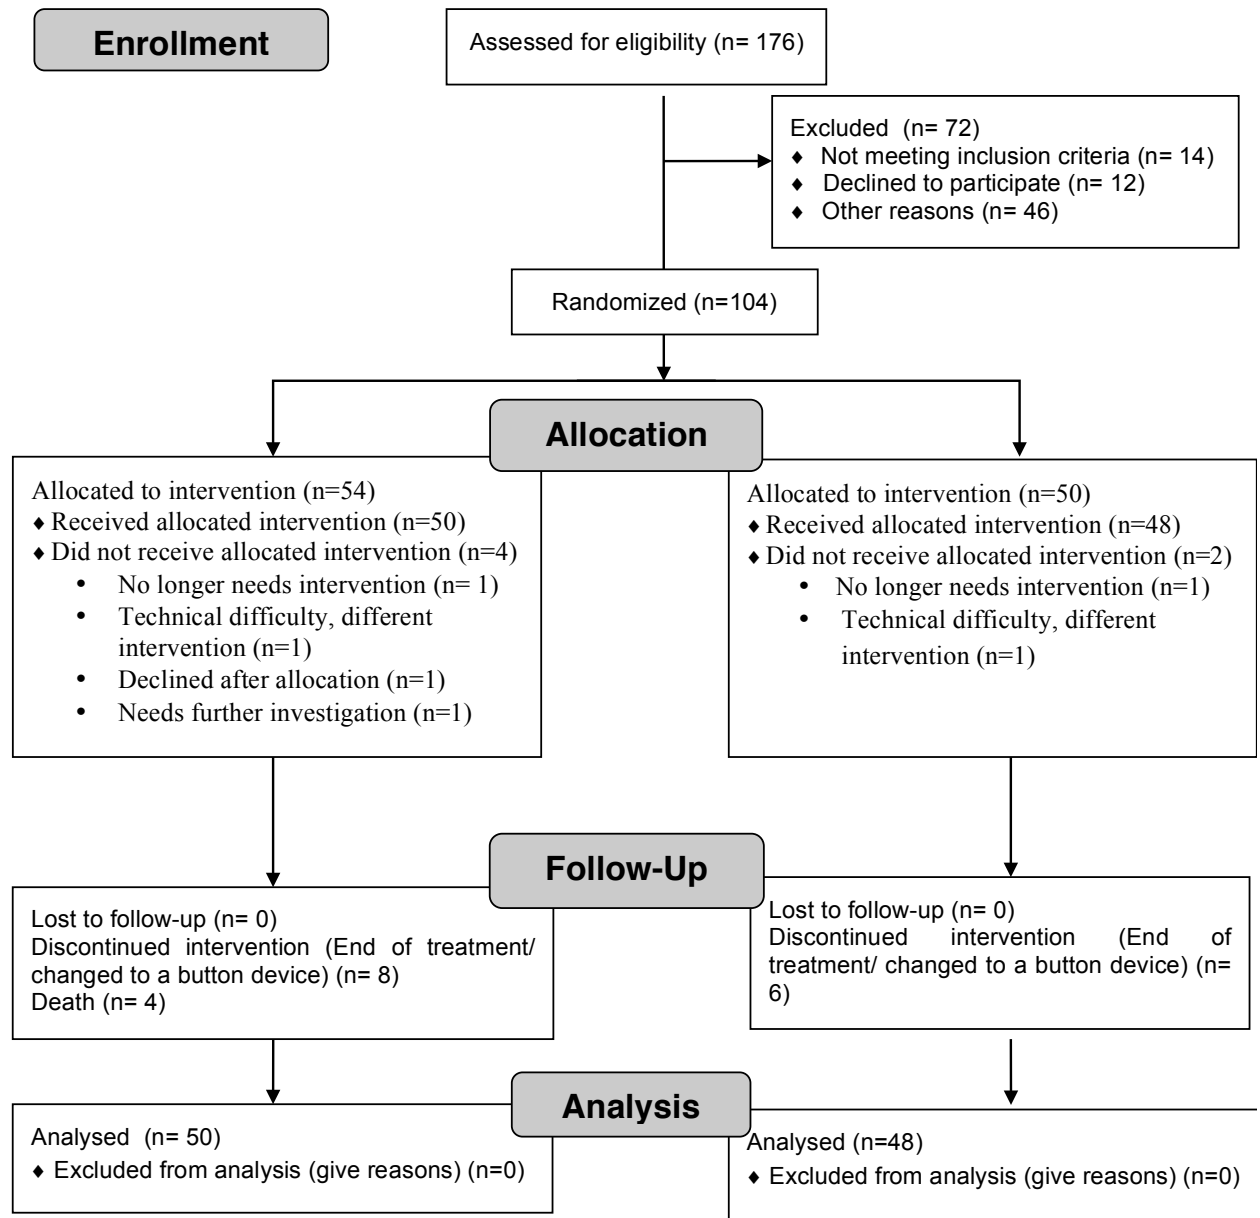 Enrollment
Assessed for eligibility (n= 176)
Excluded (n= 72)
♦ Not meeting inclusion criteria (n= 14)
♦ Declined to participate (n= 12)
♦ Other reasons (n= 46)
Randomized (n=104)
Allocation
Allocated to intervention (n=54)
♦ Received allocated intervention (n=50)
♦ Did not receive allocated intervention (n=4)
• No longer needs intervention (n= 1)
• Technical difficulty, different
intervention (n=1)
• Declined after allocation (n=1)
• Needs further investigation (n=1)
Allocated to intervention (n=50)
♦ Received allocated intervention (n=48)
♦ Did not receive allocated intervention (n=2)
• No longer needs intervention (n=1)
• Technical difficulty, different
intervention (n=1)
Follow-Up
Lost to follow-up (n= 0)
Discontinued intervention (End of treatment/
changed to a button device) (n= 8)
Death (n= 4)
Lost to follow-up (n= 0)
Discontinued intervention (End of
treatment/ changed to a button device) (n=
6)
Analysis
Analysed (n= 50)
♦ Excluded from analysis (give reasons) (n=0)
Analysed (n=48)
♦ Excluded from analysis (give reasons) (n=0)